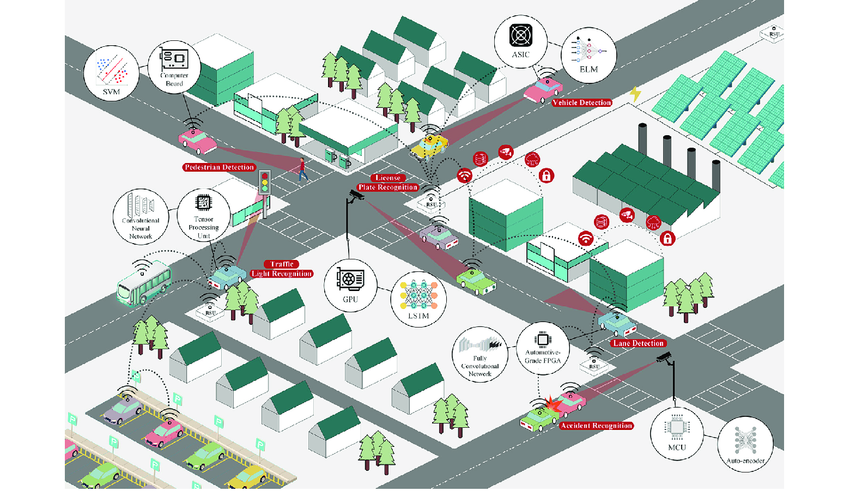 SVM
Computer
Board
ASIC
ELM
RSU
Vehicle Detection
Pedestrian Detection
License
Plate Recognition
RSU
Convolutional
Neural
Network
Tensor
Processing
Unit
Traffic
Light Recognition
GPU
LSTM
RSU
Fully
Convolutional
Network
Automotive-
Grade FPGA
Lane Detection
RSU
Accident Recognition
MCU
Auto-encoder
P
P
P
P
P
P